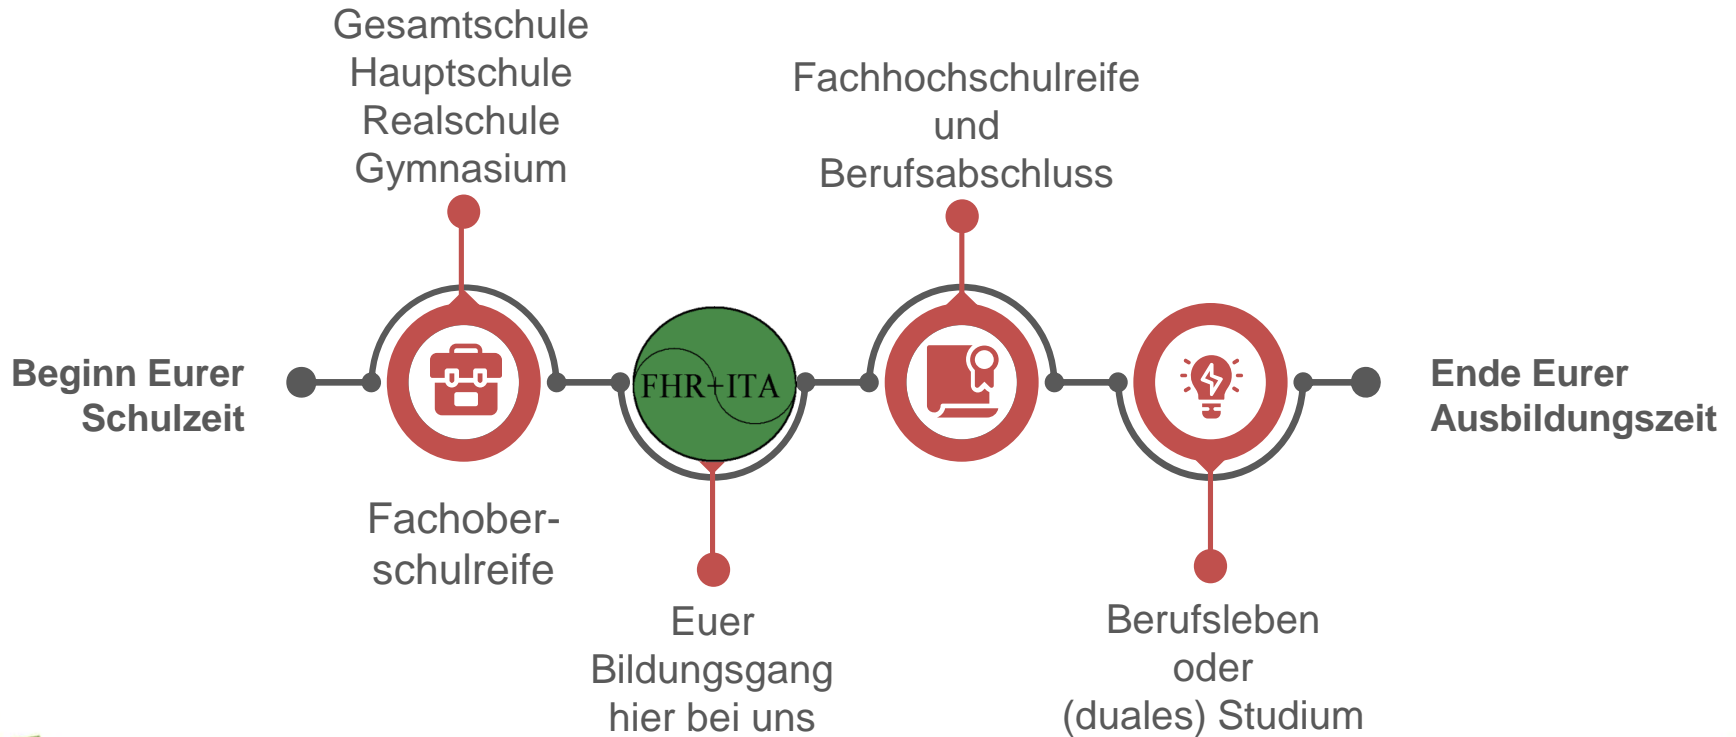 Gesamtschule
Hauptschule
Realschule
Gymnasium
Fachhochschulreife
und
Berufsabschluss
Beginn Eurer
Schulzeit
FHR+ITA
Ende Eurer
Ausbildungszeit
Fachober-
schulreife
Euer
Bildungsgang
hier bei uns
Berufsleben
oder
(duales) Studium